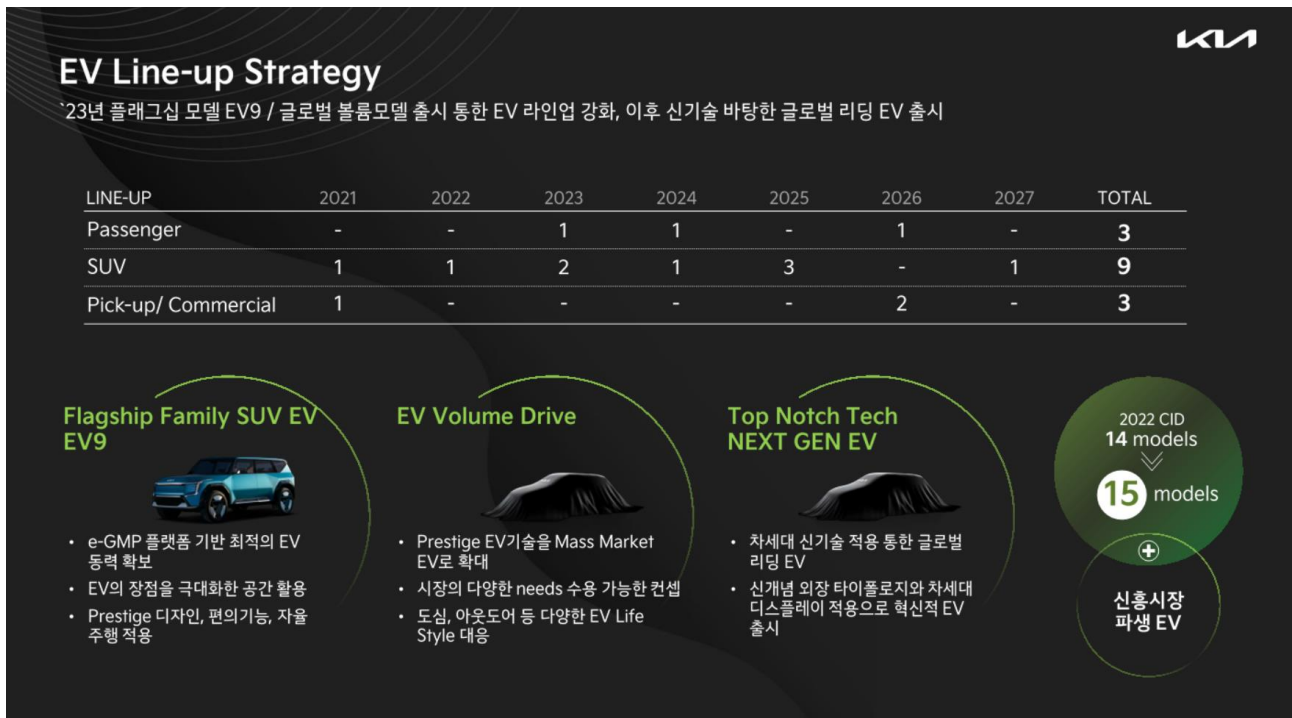 KIA
EV Line-up Strategy
`23년 플래그십 모델 EV9 / 글로벌 볼륨모델 출시 통한 EV 라인업 강화, 이후 신기술 바탕한 글로벌 리딩 EV 출시
LINE-UP 2021 2022 2023 2024 2025 2026 2027 TOTAL
Passenger - - 1 1 - 1 - 3
SUV 1 1 2 1 3 - 1 9
Pick-up/ Commercial 1 - - - - 2 - 3
Flagship Family SUV EV
EV9
• e-GMP 플랫폼 기반 최적의 EV
동력 확보
• EV의 장점을 극대화한 공간 활용
• Prestige 디자인, 편의기능, 자율
주행 적용
EV Volume Drive
• Prestige EV기술을 Mass Market
EV로 확대
• 시장의 다양한 needs 수용 가능한 컨셉
• 도심, 아웃도어 등 다양한 EV Life
Style 대응
Top Notch Tech
NEXT GEN EV
• 차세대 신기술 적용 통한 글로벌
리딩 EV
• 신개념 외장 타이폴로지와 차세대
디스플레이 적용으로 혁신적 EV
출시
2022 CID
14 models
15 models
+
신흥시장
파생 EV